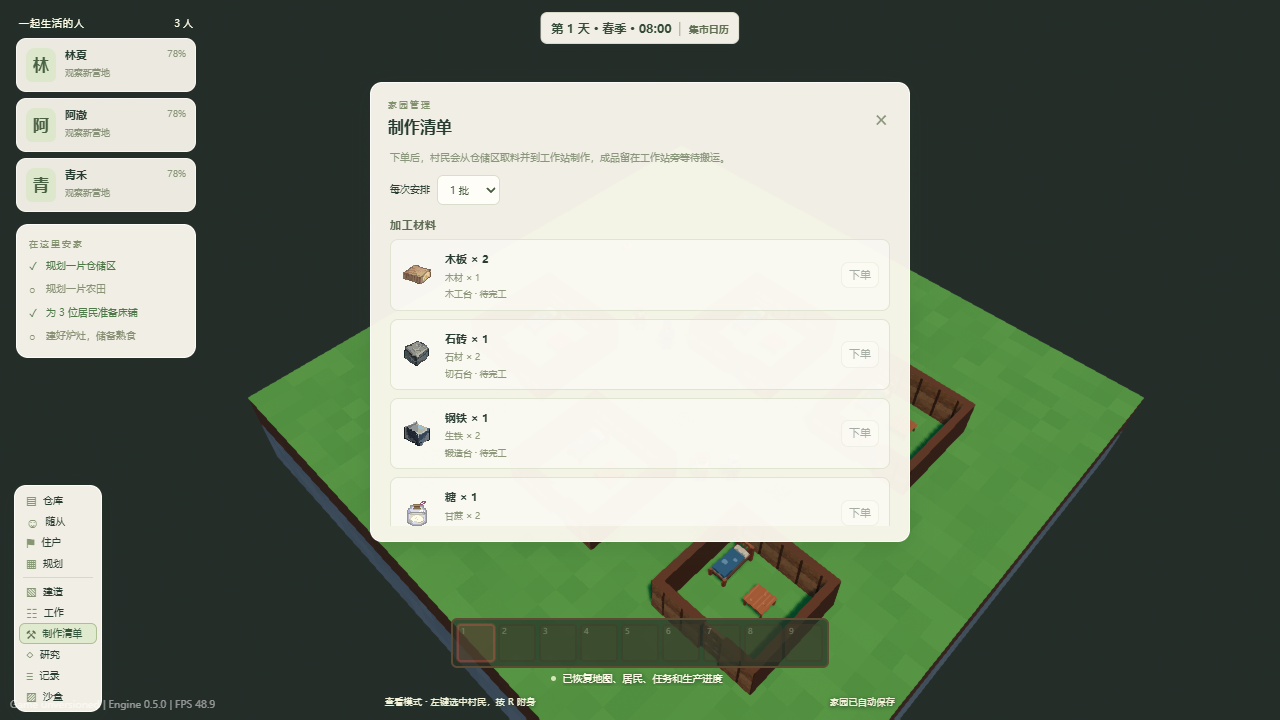 一起生活的人 3 人
林 林夏 78%
观察新营地
阿 阿澈 78%
观察新营地
青 青禾 78%
观察新营地
在这里安家
✓ 规划一片仓储区
○ 规划一片农田
✓ 为 3 位居民准备床铺
○ 建好炉灶，储备熟食
第 1 天 • 春季 • 08:00 | 集市日历
家园管理
制作清单
×
下单后，村民会从仓储区取料并到工作站制作，成品留在工作站旁等待搬运。
每次安排 1 批
加工材料
木板 × 2
木材 × 1
木工台 · 待完工
下单
石砖 × 1
石材 × 2
切石台 · 待完工
下单
钢铁 × 1
生铁 × 2
锻造台 · 待完工
下单
糖 × 1
甘蔗 × 2
下单
仓库
随从
住户
规划
建造
工作
制作清单
研究
记录
沙盒
| Engine 0.5.0 | FPS 48.9
1 2 3 4 5 6 7 8 9
已恢复地图、居民、任务和生产进度
查看模式 · 左键选中村民，按 R 附身
家园已自动保存